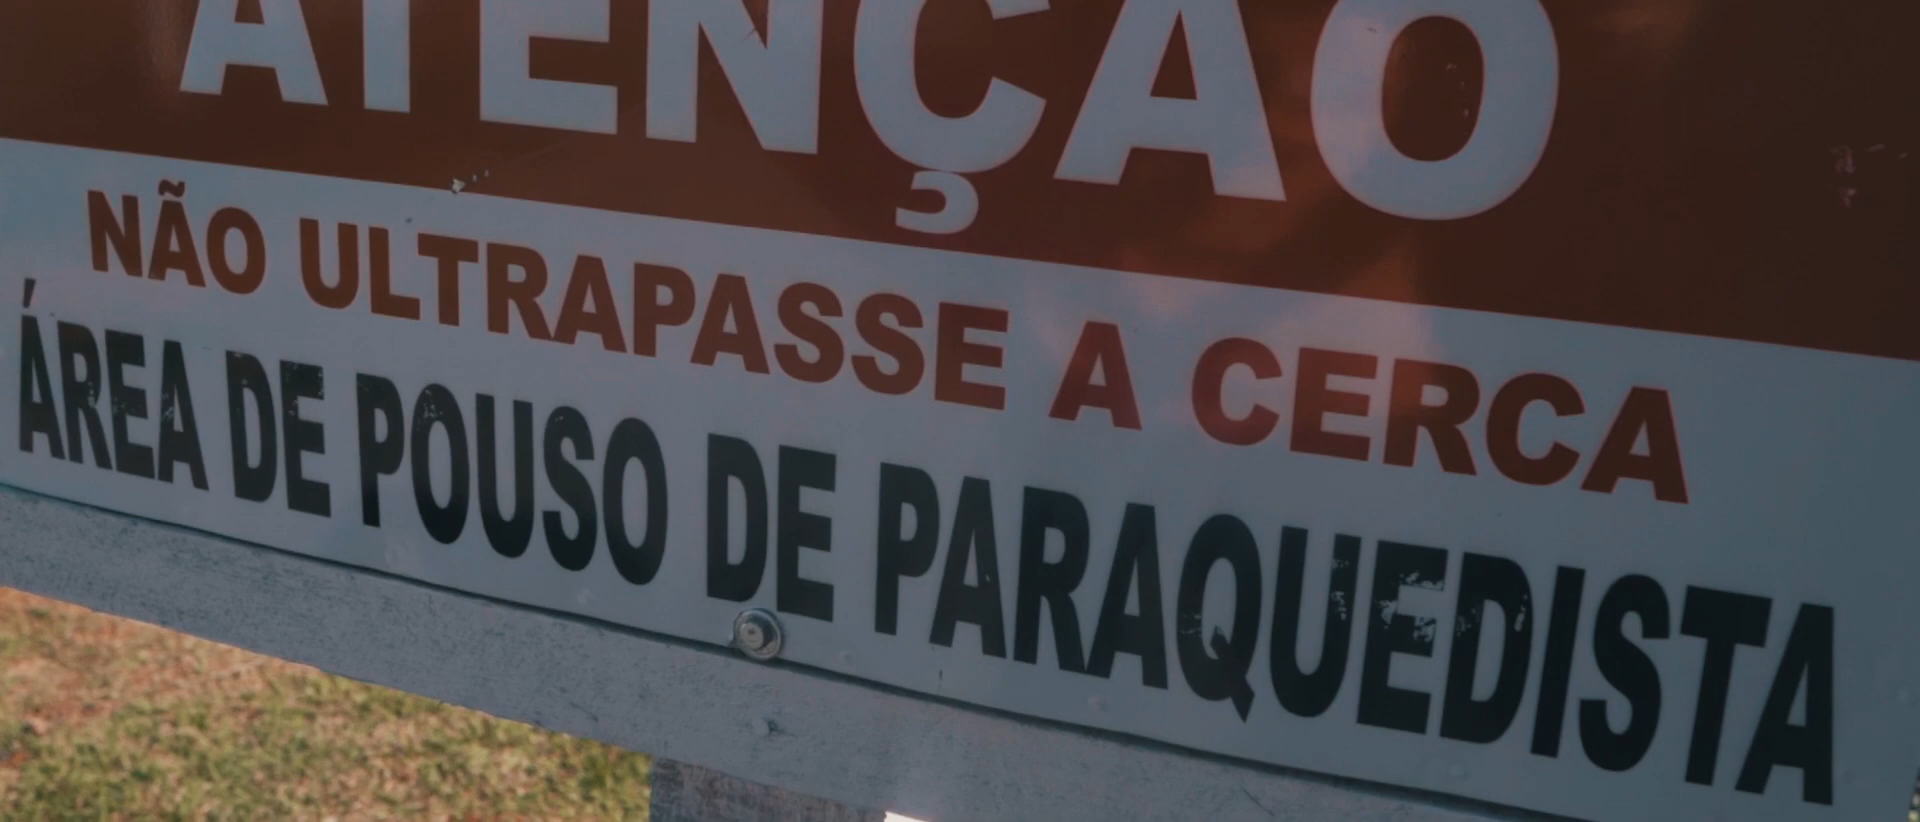 ATENÇÃO
NÃO ULTRAPASSE A CERCA
ÁREA DE POUSO DE PARAQUEDISTA